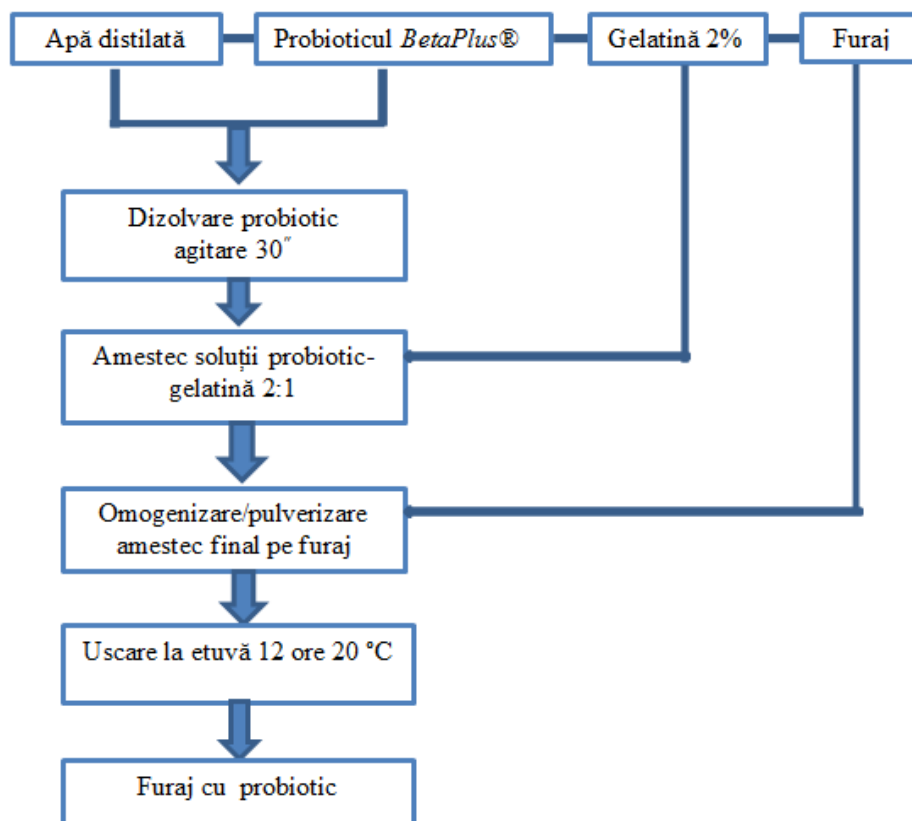 Apă distilată
Probioticul BetaPlus®
Gelatină 2%
Furaj
Dizolvare probiotic
agitare 30″
Amestec soluții probiotic-
gelatină 2:1
Omogenizare/pulverizare
amestec final pe furaj
Uscare la etuvă 12 ore 20 °C
Furaj cu probiotic